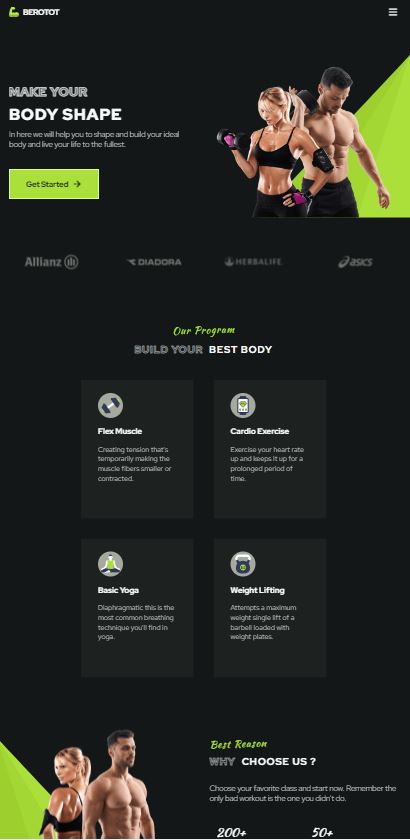 BEROTOT
MAKE YOUR
BODY SHAPE
In here we will help you to shape and build your ideal
body and live your life to the fullest.
Get Started
Allianz
DIADORA
HERBALIFE
asics
Our Program
BUILD YOUR BEST BODY
Flex Muscle
Creating tension that's
temporarily making the
muscle fibers smaller or
contracted.
Cardio Exercise
Exercise your heart rate
up and keeps it up for a
prolonged period of
time.
Basic Yoga
Diaphragmatic this is the
most common breathing
technique you'll find in
yoga.
Weight Lifting
Attempts a maximum
weight single lift of a
barbell loaded with
weight plates.
Best Reason
WHY CHOOSE US ?
Choose your favorite class and start now. Remember the
only bad workout is the one you didn't do.
200+
50+